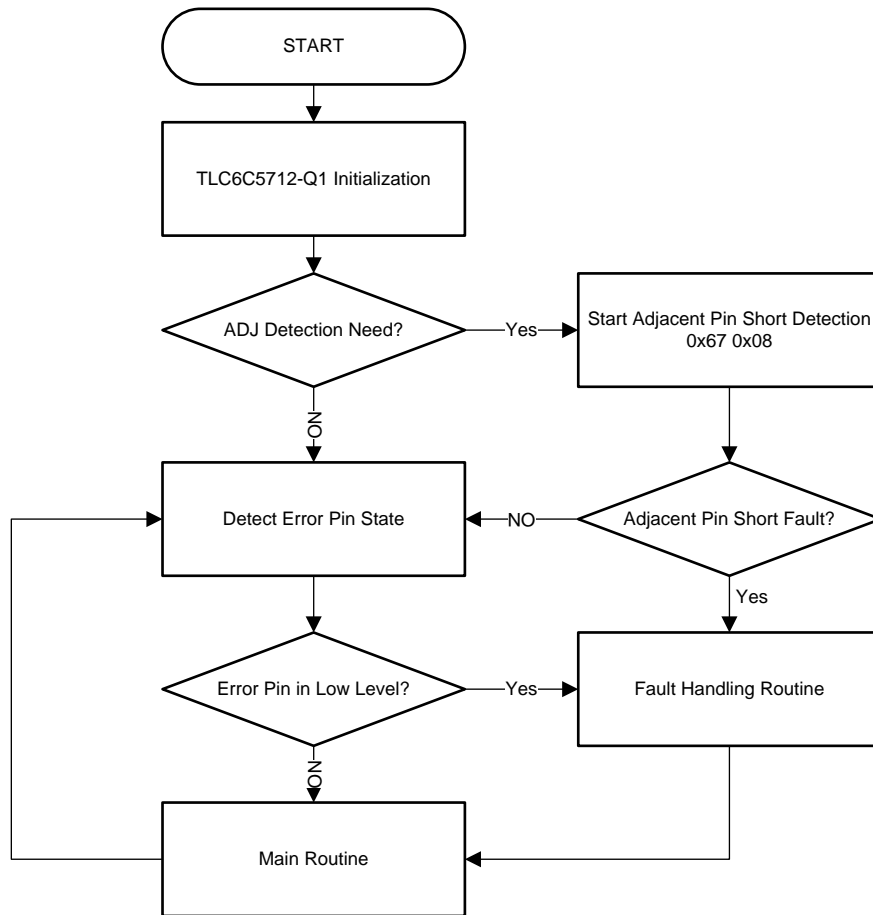 START
TLC6C5712-Q1 Initialization
ADJ Detection Need?
Yes
Start Adjacent Pin Short Detection
0x67 0x08
NO
Detect Error Pin State
NO
Adjacent Pin Short Fault?
Yes
Error Pin in Low Level?
Yes
Fault Handling Routine
NO
Main Routine